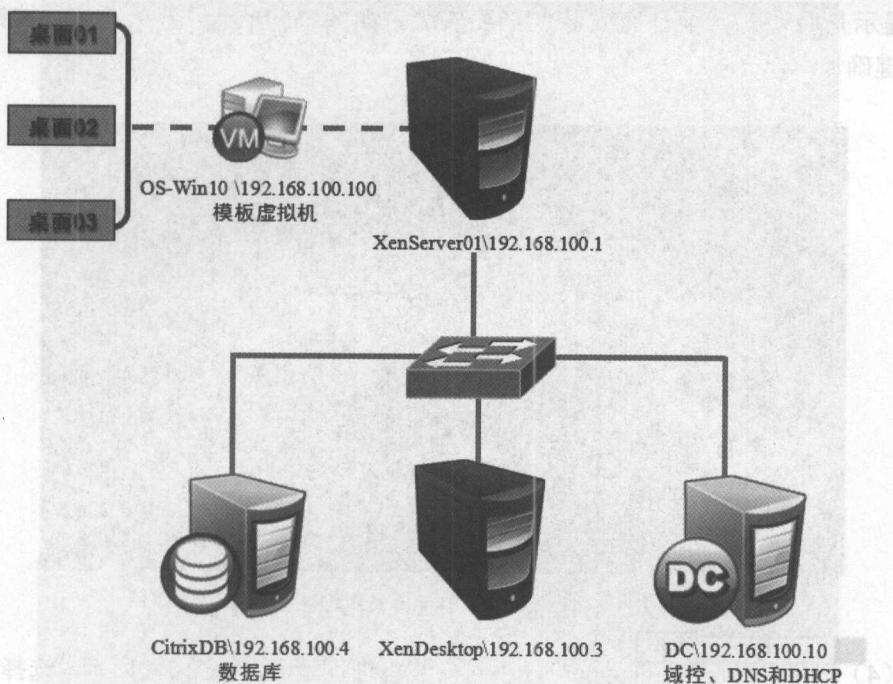 桌面01
桌面02
桌面03
VM
OS-Win10 \192.168.100.100
模板虚拟机
XenServer01\192.168.100.1
CitrixDB\192.168.100.4
数据库
XenDesktop\192.168.100.3
DC
DC\192.168.100.10
域控、DNS和DHCP